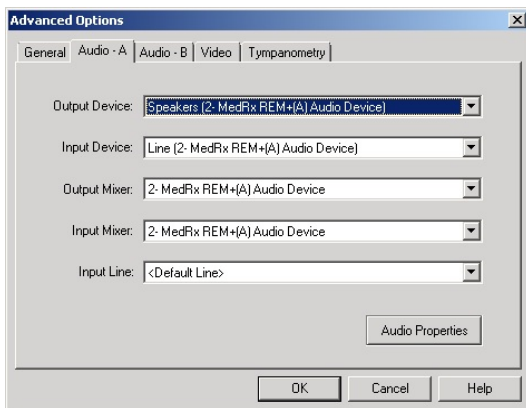 Advanced Options
General Audio - A Audio - B Video Tympanometry
Output Device: Speakers (2- MedRx REM+(A) Audio Device)
Input Device: Line (2- MedRx REM+(A) Audio Device)
Output Mixer: 2- MedRx REM+(A) Audio Device
Input Mixer: 2- MedRx REM+(A) Audio Device
Input Line: <Default Line>
Audio Properties
OK Cancel Help